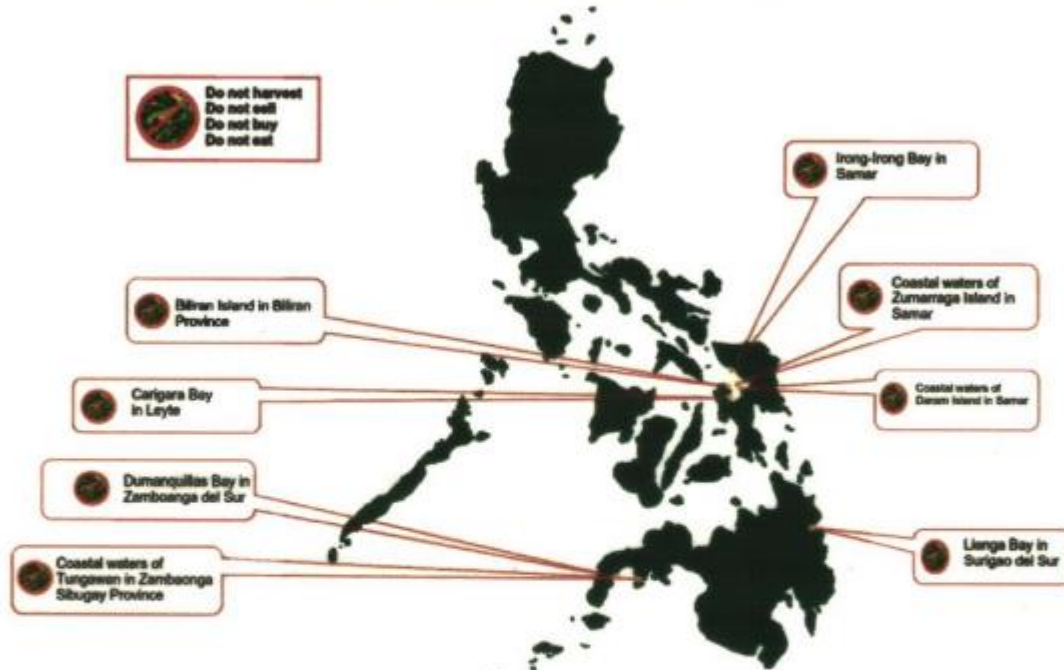 Do not harvest
Do not sell
Do not buy
Do not eat
Irong-Irong Bay in
Samar
Coastal waters of
Zumarraga Island in
Samar
Biliran Island in Biliran
Province
Coastal waters of
Daram Island in Samar
Carigara Bay
in Leyte
Dumanquillas Bay in
Zamboanga del Sur
Lianga Bay in
Surigao del Sur
Coastal waters of
Tungawan in Zambaonga
Sibugay Province